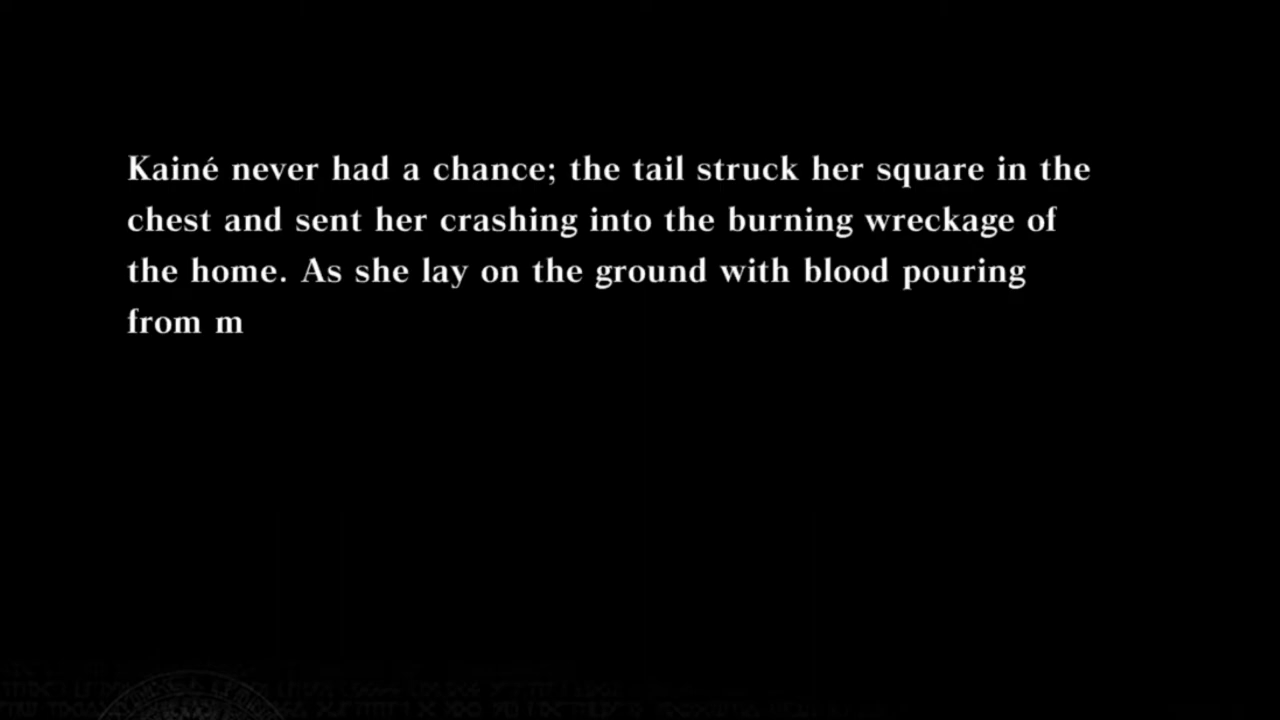 Kainé never had a chance; the tail struck her square in the
chest and sent her crashing into the burning wreckage of
the home. As she lay on the ground with blood pouring
from m